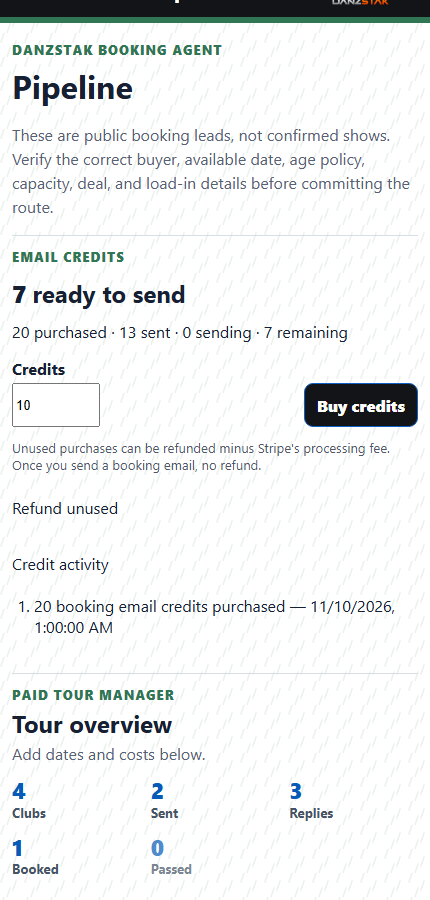 DANZSTAK
DANZSTAK BOOKING AGENT
Pipeline
These are public booking leads, not confirmed shows.
Verify the correct buyer, available date, age policy,
capacity, deal, and load-in details before committing the
route.
EMAIL CREDITS
7 ready to send
20 purchased · 13 sent · 0 sending · 7 remaining
Credits
10
Buy credits
Unused purchases can be refunded minus Stripe's processing fee.
Once you send a booking email, no refund.
Refund unused
Credit activity
1. 20 booking email credits purchased — 11/10/2026,
1:00:00 AM
PAID TOUR MANAGER
Tour overview
Add dates and costs below.
4 2 3
Clubs Sent Replies
1 0
Booked Passed